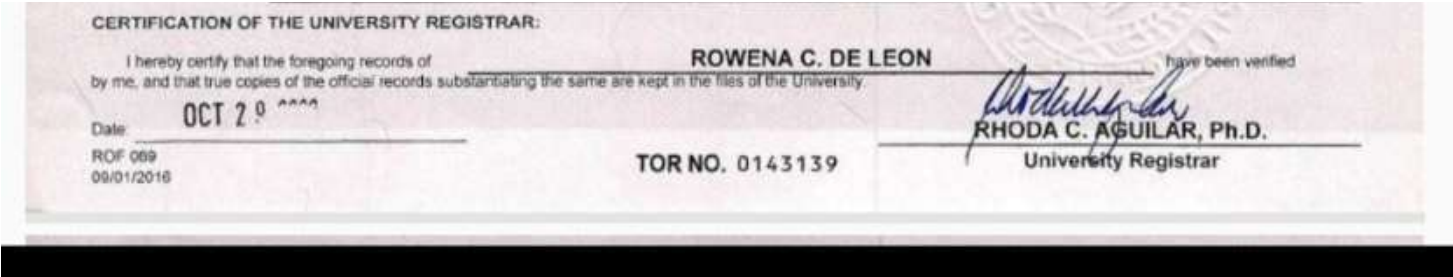 CERTIFICATION OF THE UNIVERSITY REGISTRAR:
I hereby certify that the foregoing records of ROWENA C. DE LEON have been verified
by me, and that true copies of the official records substantiating the same are kept in the files of the University.
Date: OCT 29
RHODA C. AGUILAR, Ph.D.
ROF 069
TOR NO. 0143139
University Registrar
09/01/2016